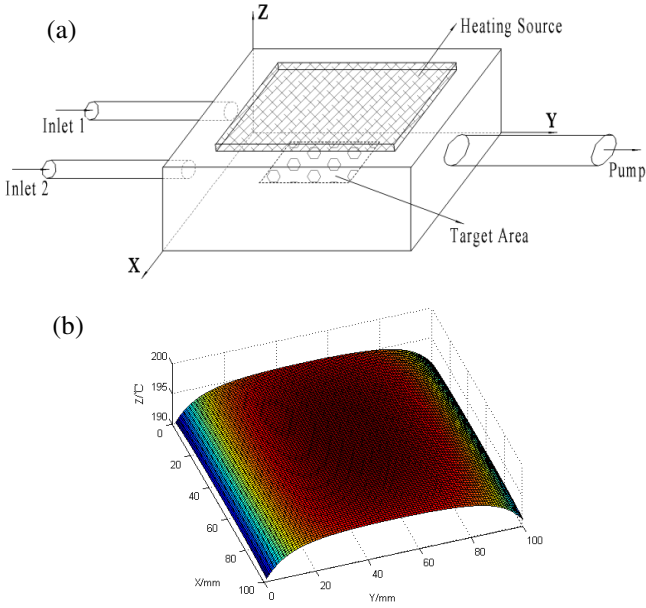 (a)
Z
Heating Source
Inlet 1
Y
Inlet 2
Pump
Target Area
X
(b)
200
195
190
Z/℃
0
20
40
60
80
100
X/mm
0
20
40
60
80
100
Y/mm